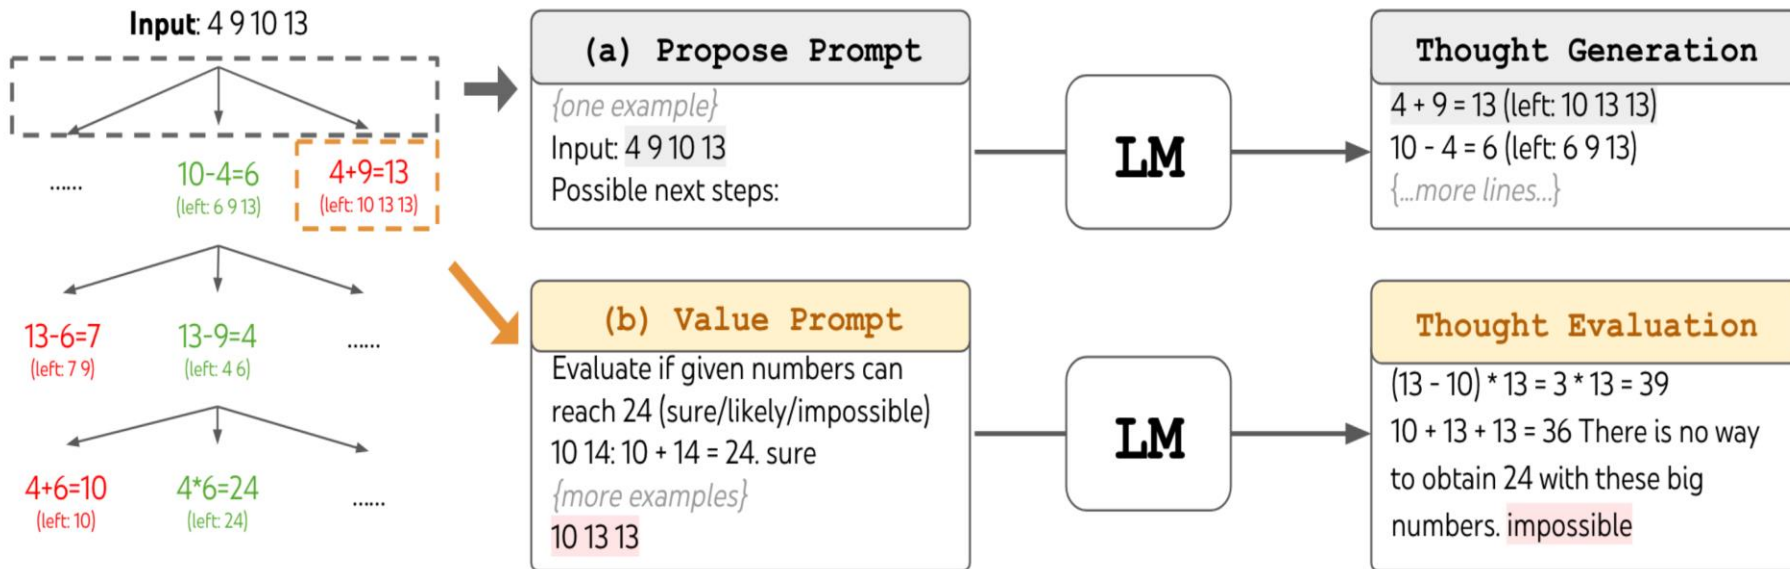 Input: 4 9 10 13
......
10-4=6
(left: 6 9 13)
4+9=13
(left: 10 13 13)
13-6=7
(left: 7 9)
13-9=4
(left: 4 6)
......
4+6=10
(left: 10)
4*6=24
(left: 24)
......
(a) Propose Prompt
{one example}
Input: 4 9 10 13
Possible next steps:
LM
Thought Generation
4 + 9 = 13 (left: 10 13 13)
10 - 4 = 6 (left: 6 9 13)
{...more lines...}
(b) Value Prompt
Evaluate if given numbers can
reach 24 (sure/likely/impossible)
10 14: 10 + 14 = 24. sure
{more examples}
10 13 13
LM
Thought Evaluation
(13 - 10) * 13 = 3 * 13 = 39
10 + 13 + 13 = 36 There is no way
to obtain 24 with these big
numbers. impossible